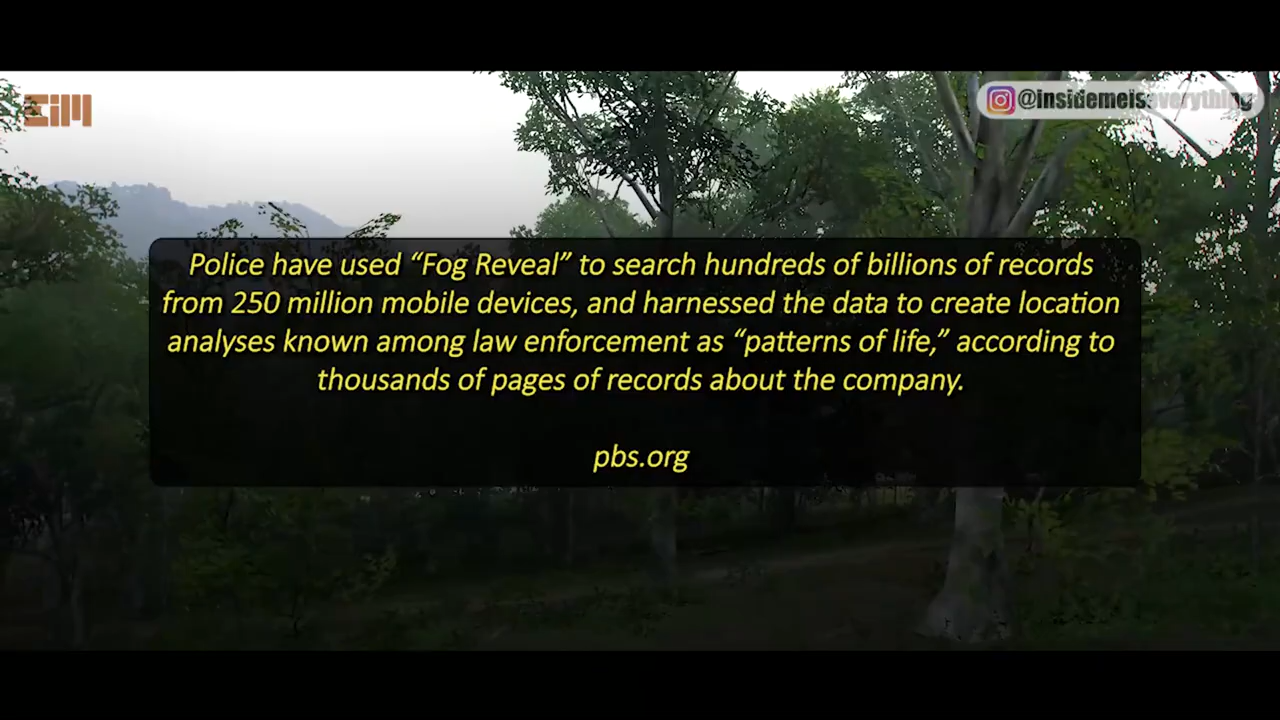 @insidemeiseverything
Police have used “Fog Reveal” to search hundreds of billions of records
from 250 million mobile devices, and harnessed the data to create location
analyses known among law enforcement as “patterns of life,” according to
thousands of pages of records about the company.
pbs.org